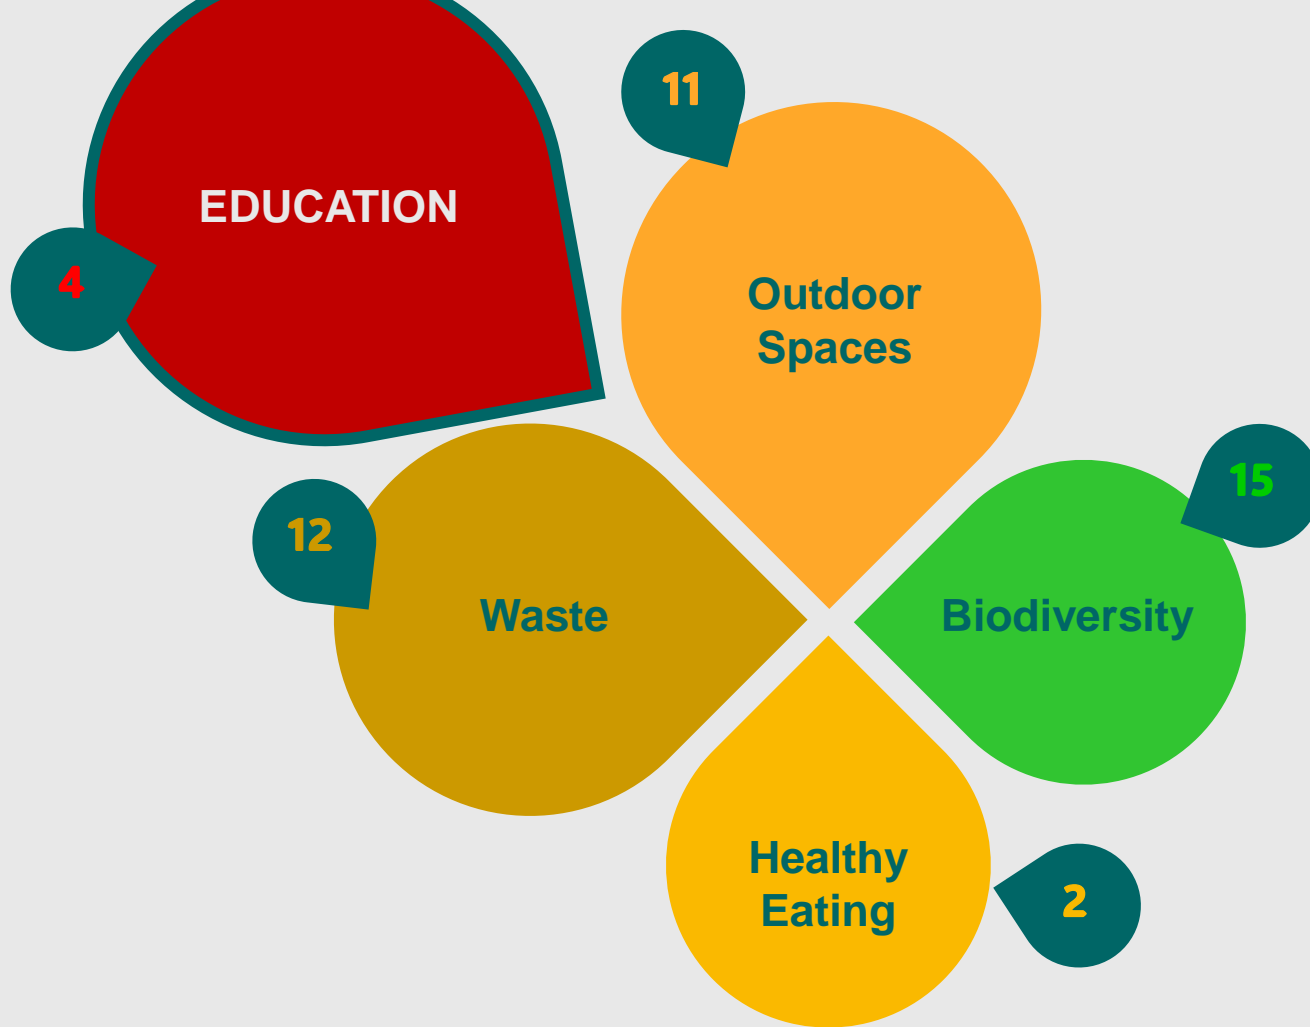 11
EDUCATION
4
Outdoor
Spaces
15
12
Waste
Biodiversity
Healthy
Eating
2